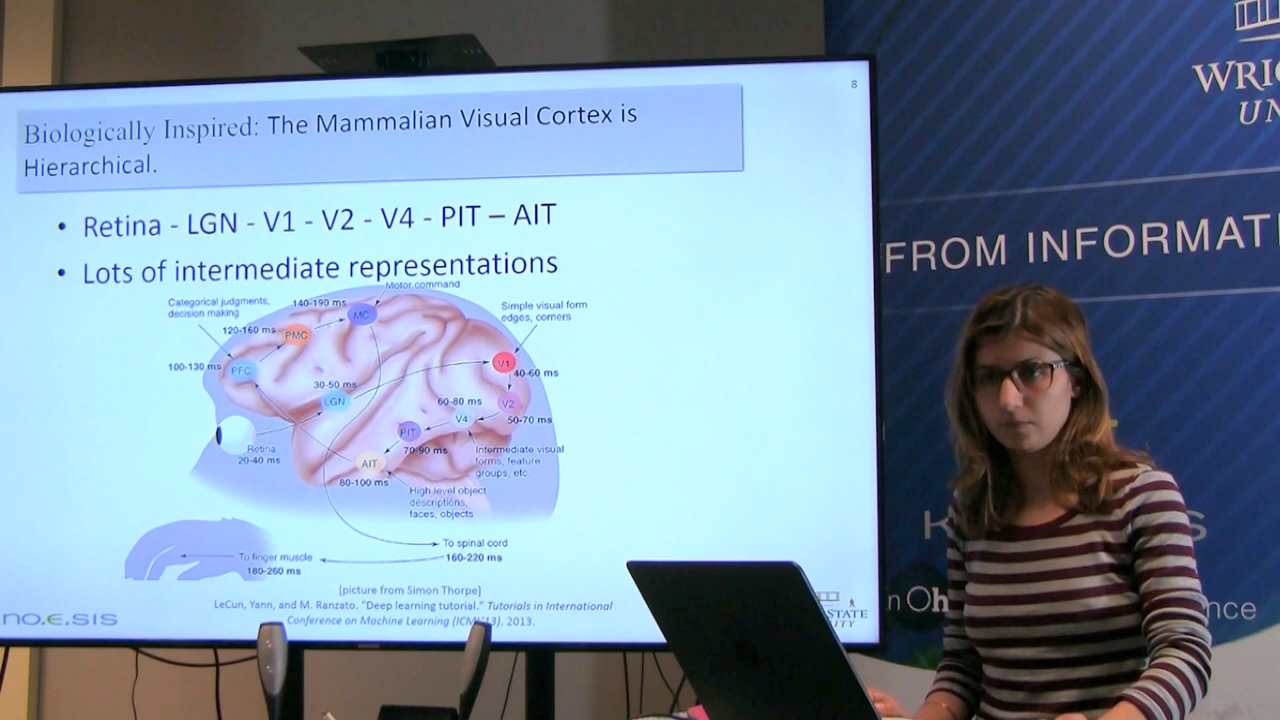 8
Biologically Inspired: The Mammalian Visual Cortex is
Hierarchical.
• Retina - LGN - V1 - V2 - V4 - PIT – AIT
• Lots of intermediate representations
Motor command
Categorical judgments,
decision making
140-190 ms
MC
Simple visual form
edges, corners
120-160 ms
PMC
100-130 ms
PFC
V1
40-60 ms
30-50 ms
LGN
60-80 ms
V4
V2
50-70 ms
PIT
70-90 ms
Retina
20-40 ms
AIT
80-100 ms
Intermediate visual
forms, feature
groups, etc.
High level object
descriptions,
faces, objects
To spinal cord
160-220 ms
To finger muscle
180-260 ms
[picture from Simon Thorpe]
LeCun, Yann, and M. Ranzato. "Deep learning tutorial." Tutorials in International
Conference on Machine Learning (ICML'13). 2013.
no.e.sis
STATE
WRIG
UN
FROM INFORMAT
K
S
n Oh
nce